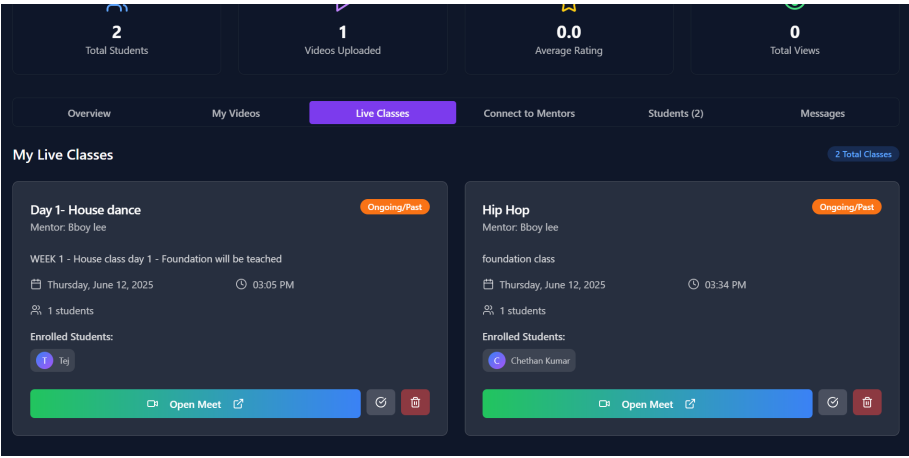 2
Total Students
1
Videos Uploaded
0.0
Average Rating
0
Total Views
Overview
My Videos
Live Classes
Connect to Mentors
Students (2)
Messages
My Live Classes
2 Total Classes
Day 1- House dance
Ongoing/Past
Mentor: Bboy lee
WEEK 1 - House class day 1 - Foundation will be teached
Thursday, June 12, 2025
03:05 PM
1 students
Enrolled Students:
T
Tej
Open Meet
Hip Hop
Ongoing/Past
Mentor: Bboy lee
foundation class
Thursday, June 12, 2025
03:34 PM
1 students
Enrolled Students:
C
Chethan Kumar
Open Meet